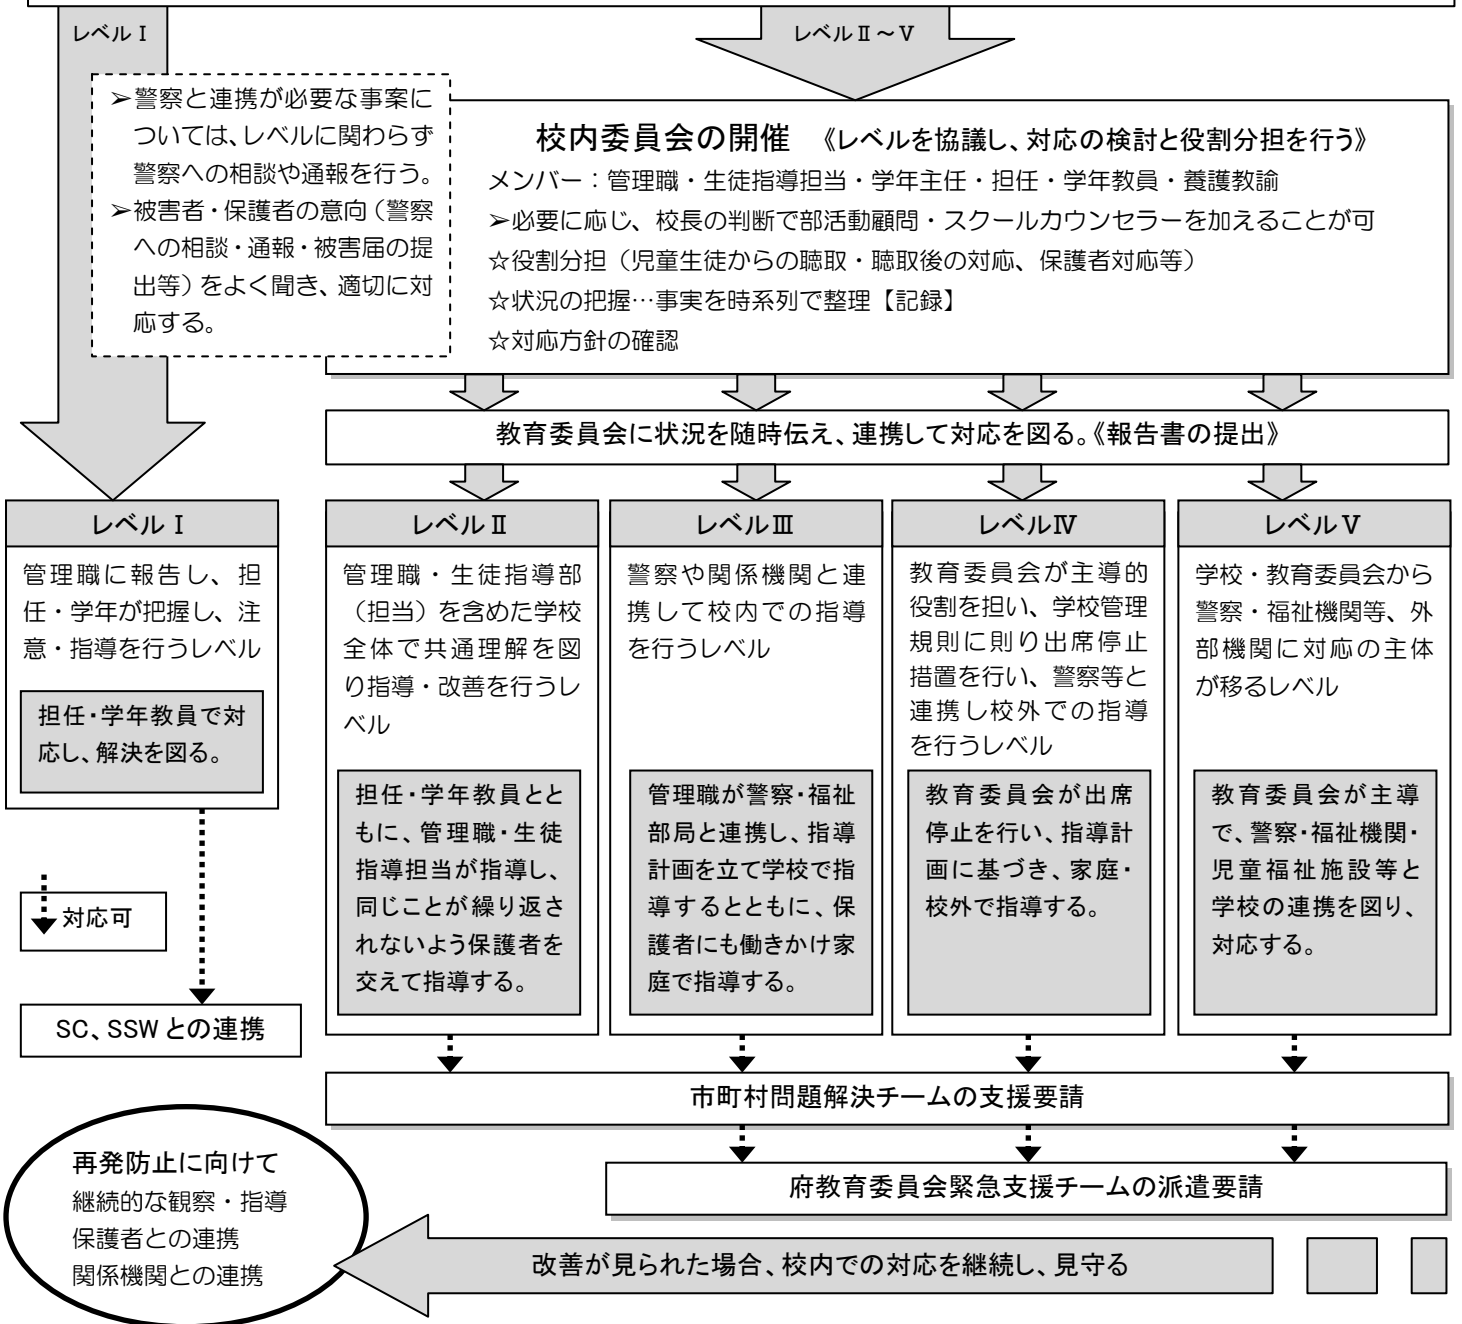 レベルⅠ
レベルⅡ～Ⅴ
➢警察と連携が必要な事案に
ついては、レベルに関わらず
警察への相談や通報を行う。
➢被害者・保護者の意向（警察
への相談・通報・被害届の提
出等）をよく聞き、適切に対
応する。
校内委員会の開催　《レベルを協議し、対応の検討と役割分担を行う》
メンバー：管理職・生徒指導担当・学年主任・担任・学年教員・養護教諭
➢必要に応じ、校長の判断で部活動顧問・スクールカウンセラーを加えることが可
☆役割分担（児童生徒からの聴取・聴取後の対応、保護者対応等）
☆状況の把握…事実を時系列で整理【記録】
☆対応方針の確認
教育委員会に状況を随時伝え、連携して対応を図る。《報告書の提出》
レベルⅠ
管理職に報告し、担
任・学年が把握し、注
意・指導を行うレベル
担任・学年教員で対
応し、解決を図る。
レベルⅡ
管理職・生徒指導部
（担当）を含めた学校
全体で共通理解を図
り指導・改善を行うレ
ベル
担任・学年教員とと
もに、管理職・生徒
指導担当が指導し、
同じことが繰り返さ
れないよう保護者を
交えて指導する。
レベルⅢ
警察や関係機関と連
携して校内での指導
を行うレベル
管理職が警察・福祉
部局と連携し、指導
計画を立て学校で指
導するとともに、保
護者にも働きかけ家
庭で指導する。
レベルⅣ
教育委員会が主導的
役割を担い、学校管理
規則に則り出席停止
措置を行い、警察等と
連携し校外での指導
を行うレベル
教育委員会が出席
停止を行い、指導計
画に基づき、家庭・
校外で指導する。
レベルⅤ
学校・教育委員会から
警察・福祉機関等、外
部機関に対応の主体
が移るレベル
教育委員会が主導
で、警察・福祉機関・
児童福祉施設等と
学校の連携を図り、
対応する。
対応可
SC、SSWとの連携
市町村問題解決チームの支援要請
府教育委員会緊急支援チームの派遣要請
再発防止に向けて
継続的な観察・指導
保護者との連携
関係機関との連携
改善が見られた場合、校内での対応を継続し、見守る